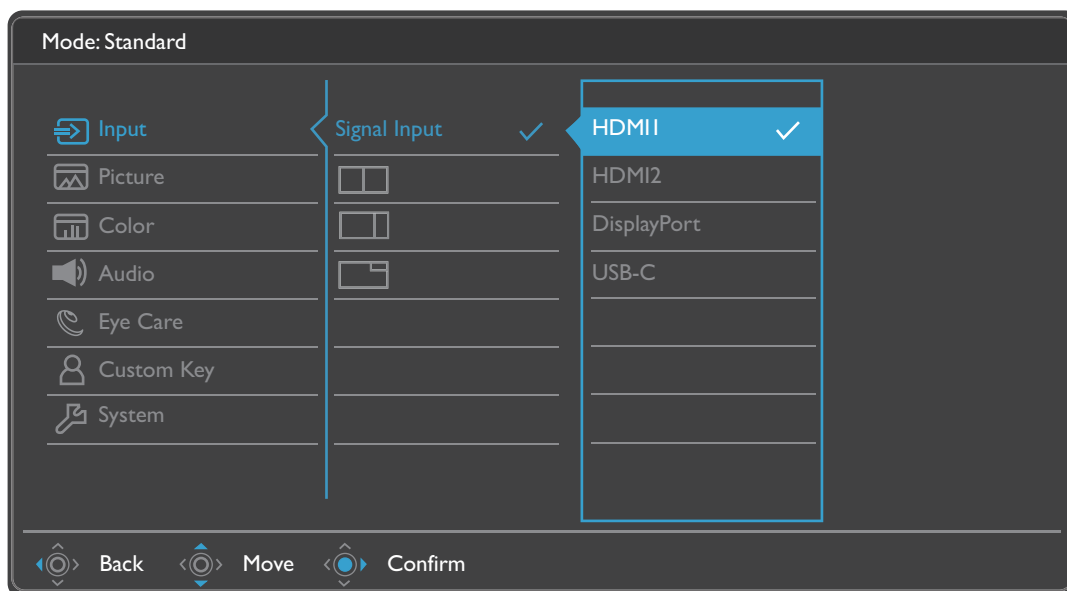 Mode: Standard
Input
Signal Input
HDMI1
Picture
HDMI2
Color
DisplayPort
Audio
USB-C
Eye Care
Custom Key
System
Back
Move
Confirm